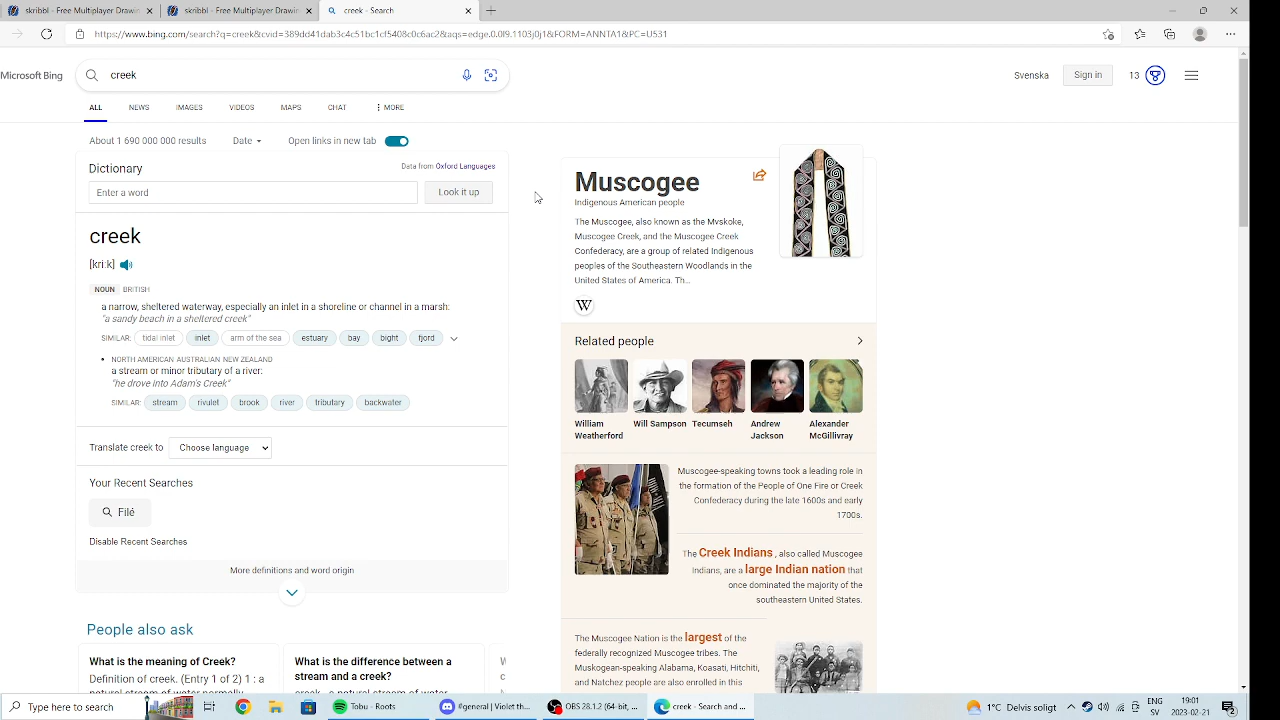 skribbl - Free Multiplayer Drawin
skribbl - Free Multiplayer Drawin
creek - Search
https://www.bing.com/search?q=creek&cvid=389dd41dab3c4c51bc1cf5408c0c6ac2&aqs=edge.0.0l9.1103j0j1&FORM=ANNTA1&PC=U531
Microsoft Bing
creek
Svenska
Sign in
13
ALL
NEWS
IMAGES
VIDEOS
MAPS
CHAT
MORE
About 1 690 000 000 results
Date
Open links in new tab
Dictionary
Data from Oxford Languages
Enter a word
Look it up
creek
[kriːk]
NOUN BRITISH
a narrow, sheltered waterway, especially an inlet in a shoreline or channel in a marsh:
"a sandy beach in a sheltered creek"
SIMILAR: tidal inlet inlet arm of the sea estuary bay bight fjord
• NORTH AMERICAN AUSTRALIAN NEW ZEALAND
a stream or minor tributary of a river:
"he drove into Adam's Creek"
SIMILAR: stream rivulet brook river tributary backwater
Translate creek to Choose language
Your Recent Searches
Filé
Disable Recent Searches
More definitions and word origin
People also ask
What is the meaning of Creek?
Definition of. creek. (Entry 1 of 2) 1 : a
What is the difference between a
stream and a creek?
Muscogee
Indigenous American people
The Muscogee, also known as the Mvskoke,
Muscogee Creek, and the Muscogee Creek
Confederacy, are a group of related Indigenous
peoples of the Southeastern Woodlands in the
United States of America. Th...
W
Related people
William
Weatherford
Will Sampson
Tecumseh
Andrew
Jackson
Alexander
McGillivray
Muscogee-speaking towns took a leading role in
the formation of the People of One Fire or Creek
Confederacy during the late 1600s and early
1700s.
The Creek Indians , also called Muscogee
Indians, are a large Indian nation that
once dominated the majority of the
southeastern United States.
The Muscogee Nation is the largest of the
federally recognized Muscogee tribes. The
Muskogean-speaking Alabama, Koasati, Hitchiti,
and Natchez people are also enrolled in this
Type here to search
Tobu - Roots
#general | Violet th...
OBS 28.1.2 (64-bit, ...
creek - Search and ...
1°C Delvis soligt
ENG
SV
19:01
2023-02-21
2